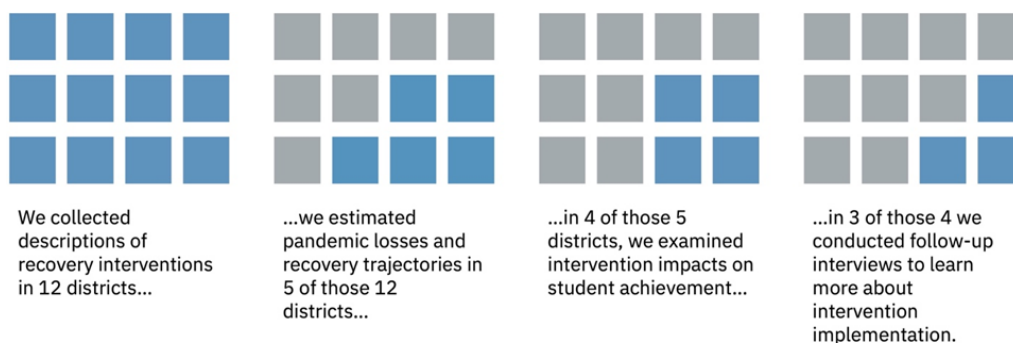 We collected
descriptions of
recovery interventions
in 12 districts...
...we estimated
pandemic losses and
recovery trajectories in
5 of those 12
districts...
...in 4 of those 5
districts, we examined
intervention impacts on
student achievement...
...in 3 of those 4 we
conducted follow-up
interviews to learn
more about
intervention
implementation.